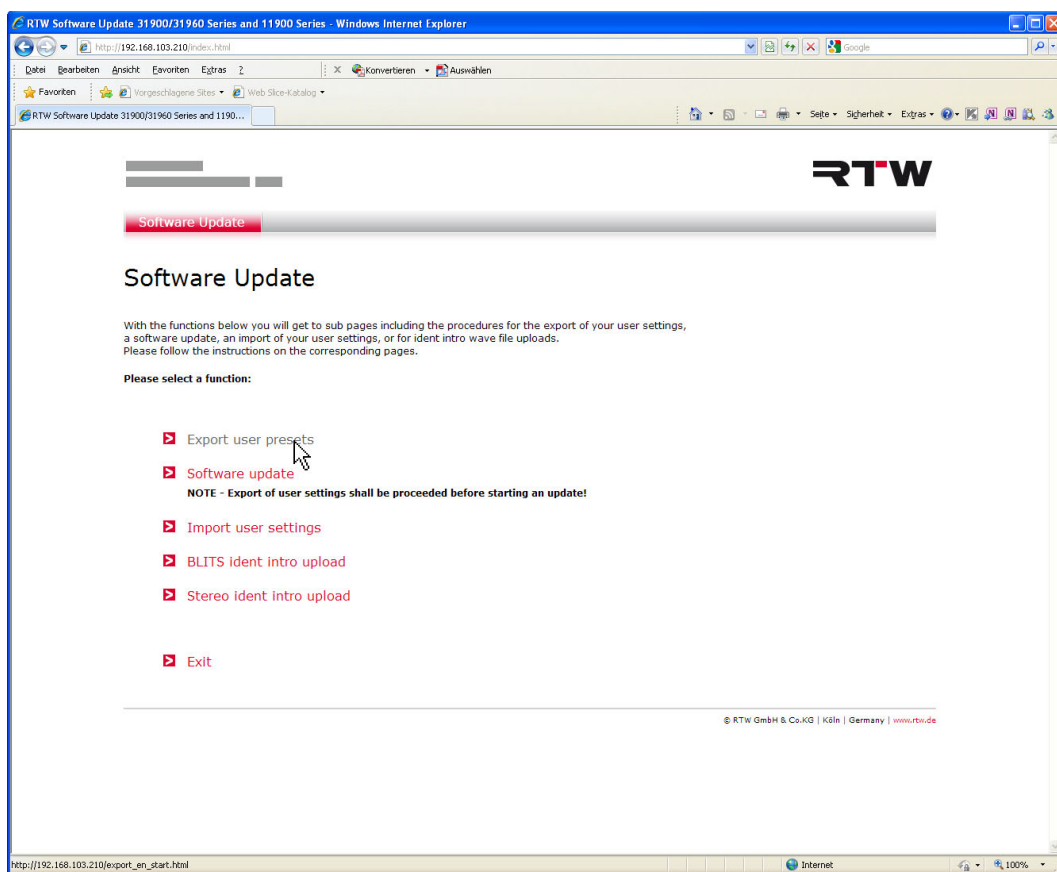 RTW Software Update 31900/31960 Series and 11900 Series - Windows Internet Explorer
http://192.168.103.210/index.html
Google
Datei Bearbeiten Ansicht Favoriten Extras ?
X Konvertieren Auswählen
Favoriten Vorgeschlagene Sites Web Slice-Katalog
RTW Software Update 31900/31960 Series and 1190...
Seite Sicherheit Extras
RTW
Software Update
Software Update
With the functions below you will get to sub pages including the procedures for the export of your user settings,
a software update, an import of your user settings, or for ident intro wave file uploads.
Please follow the instructions on the corresponding pages.
Please select a function:
Export user presets
Software update
NOTE - Export of user settings shall be proceeded before starting an update!
Import user settings
BLITS ident intro upload
Stereo ident intro upload
Exit
© RTW GmbH & Co.KG | Köln | Germany | www.rtw.de
http://192.168.103.210/export_en_start.html
Internet
100%